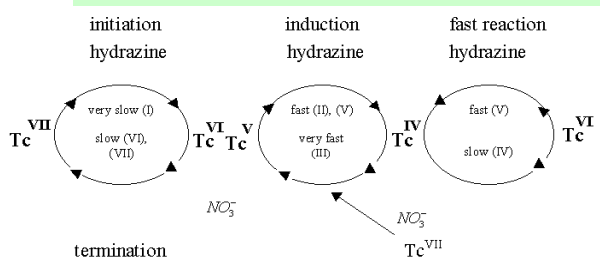 initiation induction fast reaction
hydrazine hydrazine hydrazine
very slow (I) fast (II), (V) fast (V)
Tc^VII Tc^VI Tc^V Tc^IV Tc^VI
slow (VI), very fast slow (IV)
(VII) (III)
NO₃⁻ NO₃⁻
termination Tc^VII